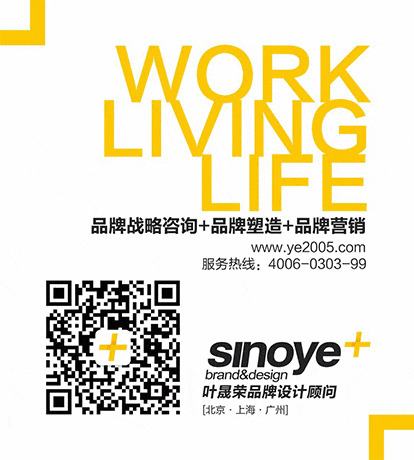 WORK
LIVING
LIFE
品牌战略咨询+品牌塑造+品牌营销
www.ye2005.com
服务热线：4006-0303-99
sinoye+
brand&design
叶晟荣品牌设计顾问
[北京·上海·广州]